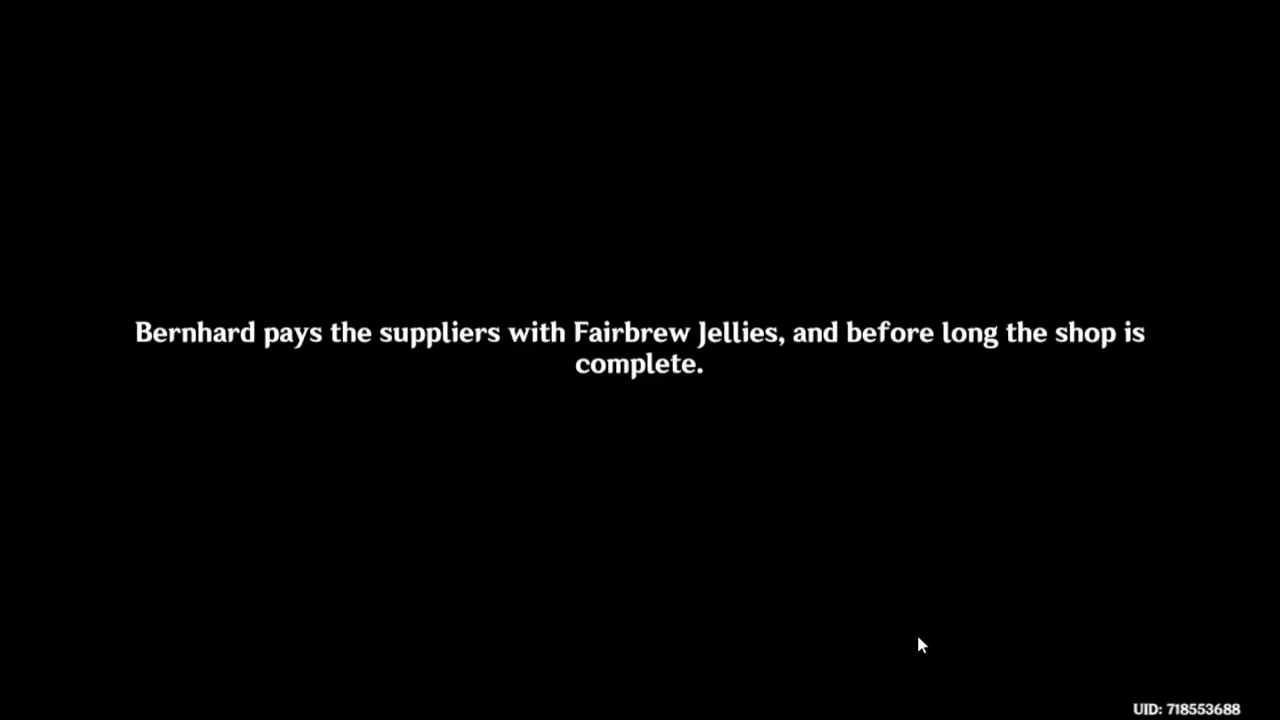 Bernhard pays the suppliers with Fairbrew Jellies, and before long the shop is
complete.
UID: 718553688